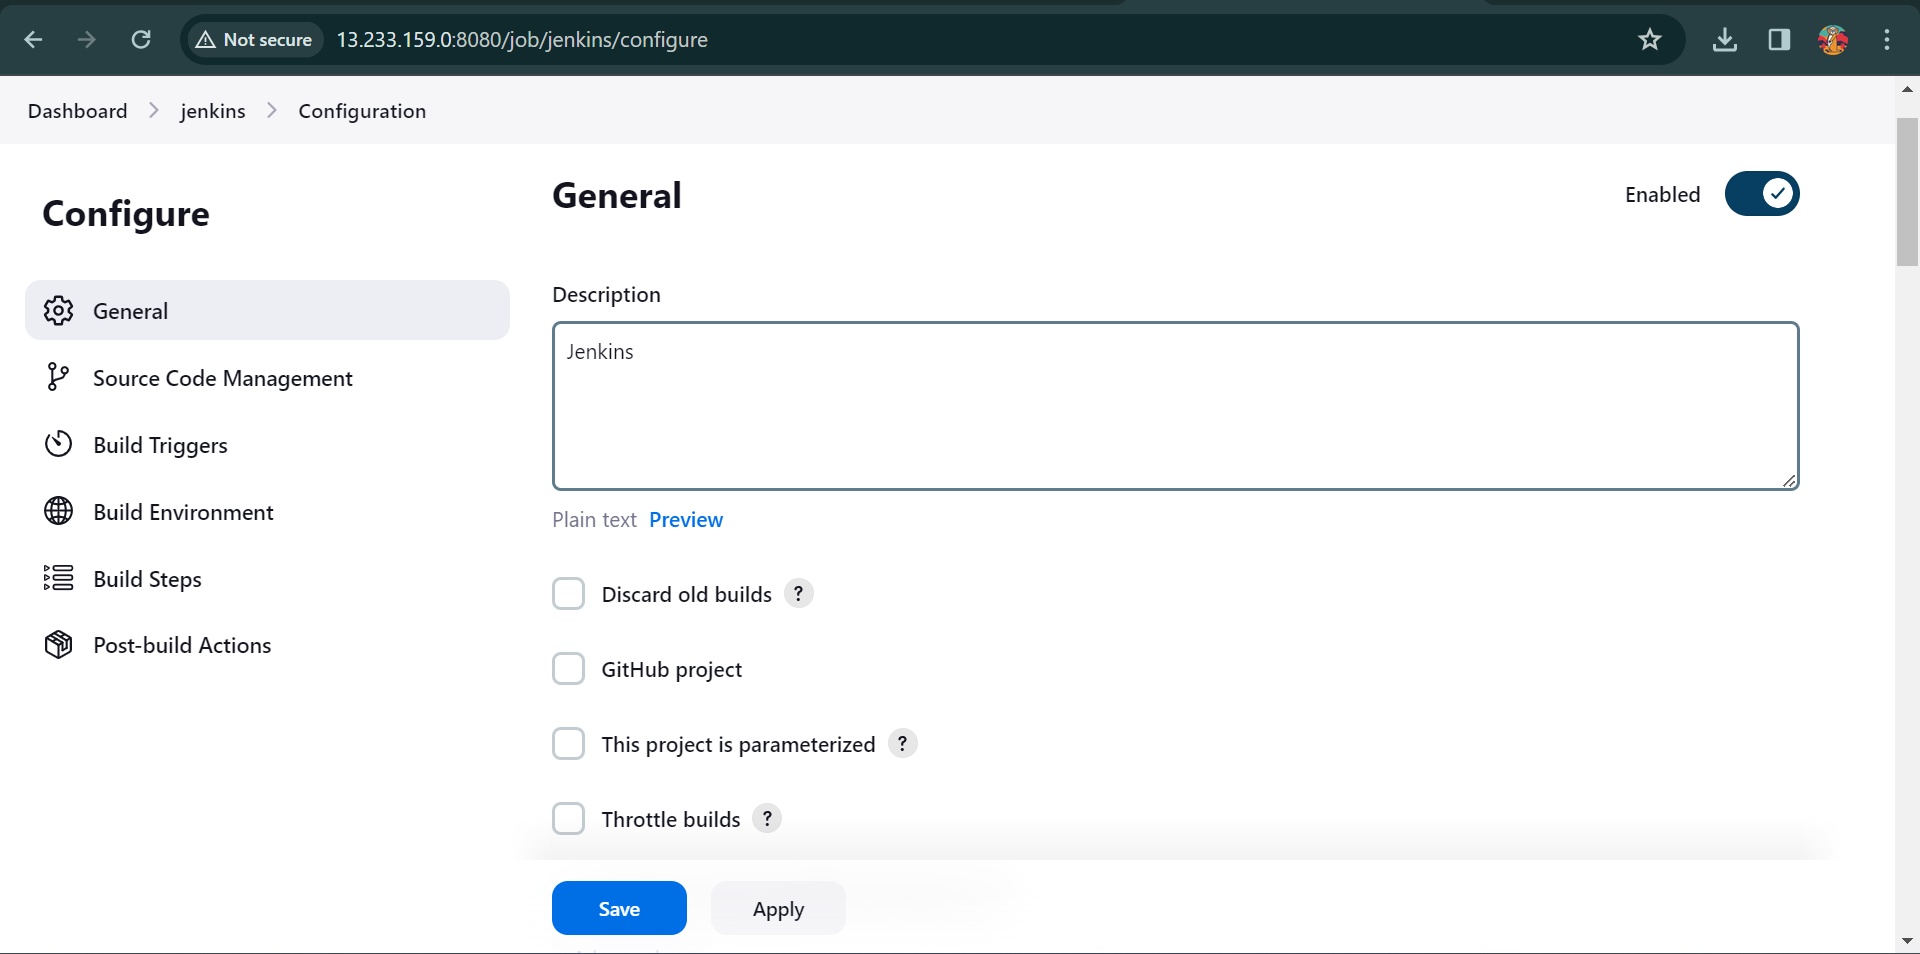 Not secure 13.233.159.0:8080/job/jenkins/configure
Dashboard jenkins Configuration
Configure
General
Source Code Management
Build Triggers
Build Environment
Build Steps
Post-build Actions
General
Enabled
Description
Jenkins
Plain text Preview
Discard old builds ?
GitHub project
This project is parameterized ?
Throttle builds ?
Save Apply